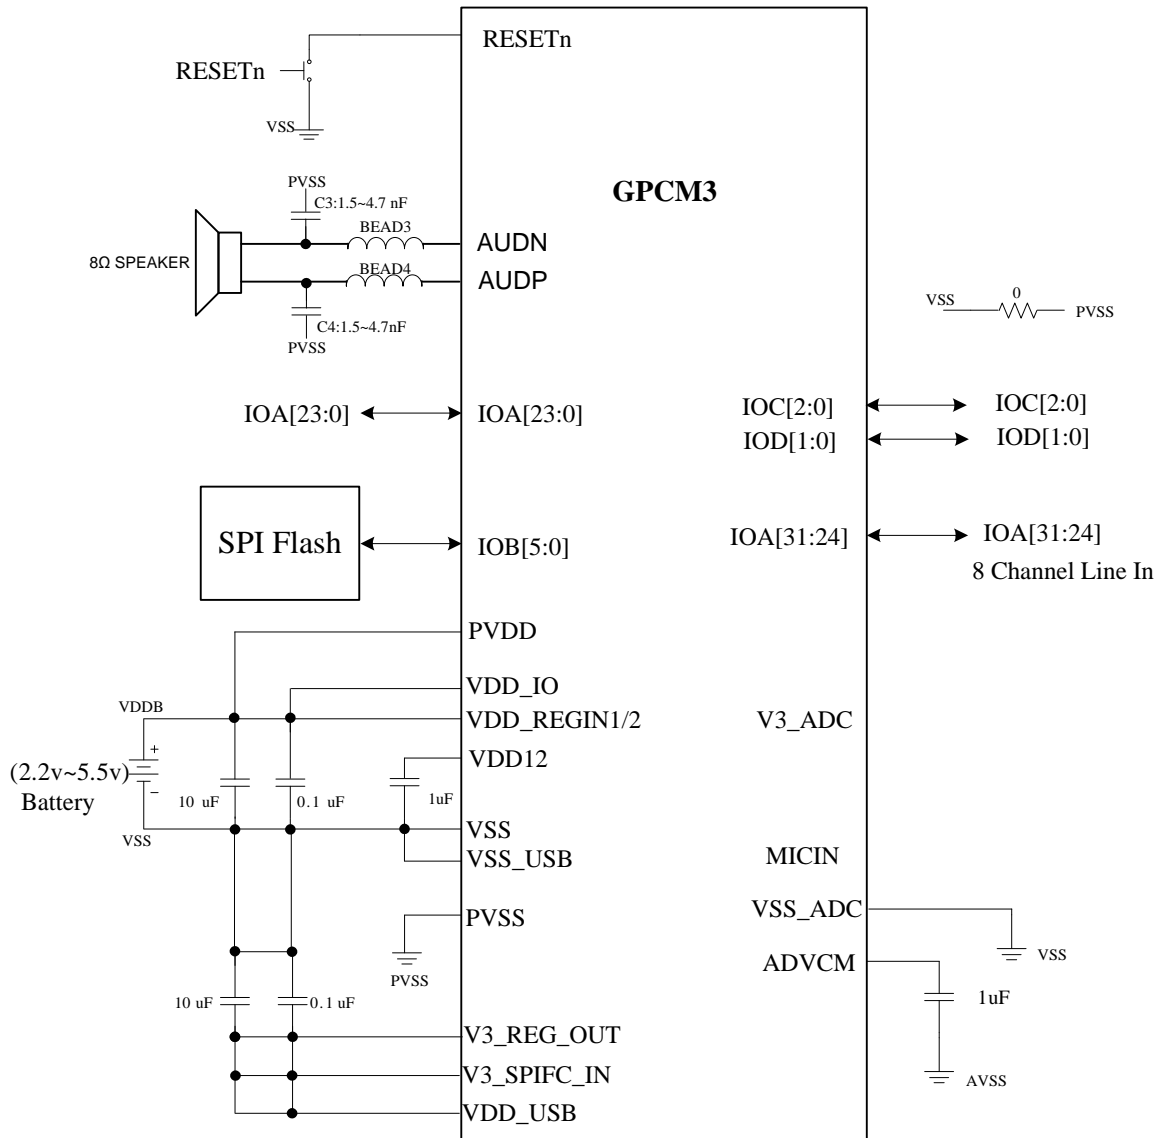 RESETn
RESETn
VSS
GPCM3
PVSS
C3:1.5~4.7 nF
BEAD3
AUDN
8Ω SPEAKER
BEAD4
AUDP
C4:1.5~4.7nF
PVSS
0
VSS
PVSS
IOA[23:0]
IOA[23:0]
IOC[2:0]
IOC[2:0]
IOD[1:0]
IOD[1:0]
SPI Flash
IOB[5:0]
IOA[31:24]
IOA[31:24]
8 Channel Line In
PVDD
VDD_IO
VDDB
VDD_REGIN1/2
V3_ADC
+
VDD12
(2.2v~5.5v)
Battery
−
10 uF
0.1 uF
1uF
VSS
VSS
VSS_USB
MICIN
PVSS
VSS_ADC
PVSS
VSS
ADVCM
10 uF
0.1 uF
1uF
V3_REG_OUT
V3_SPIFC_IN
AVSS
VDD_USB